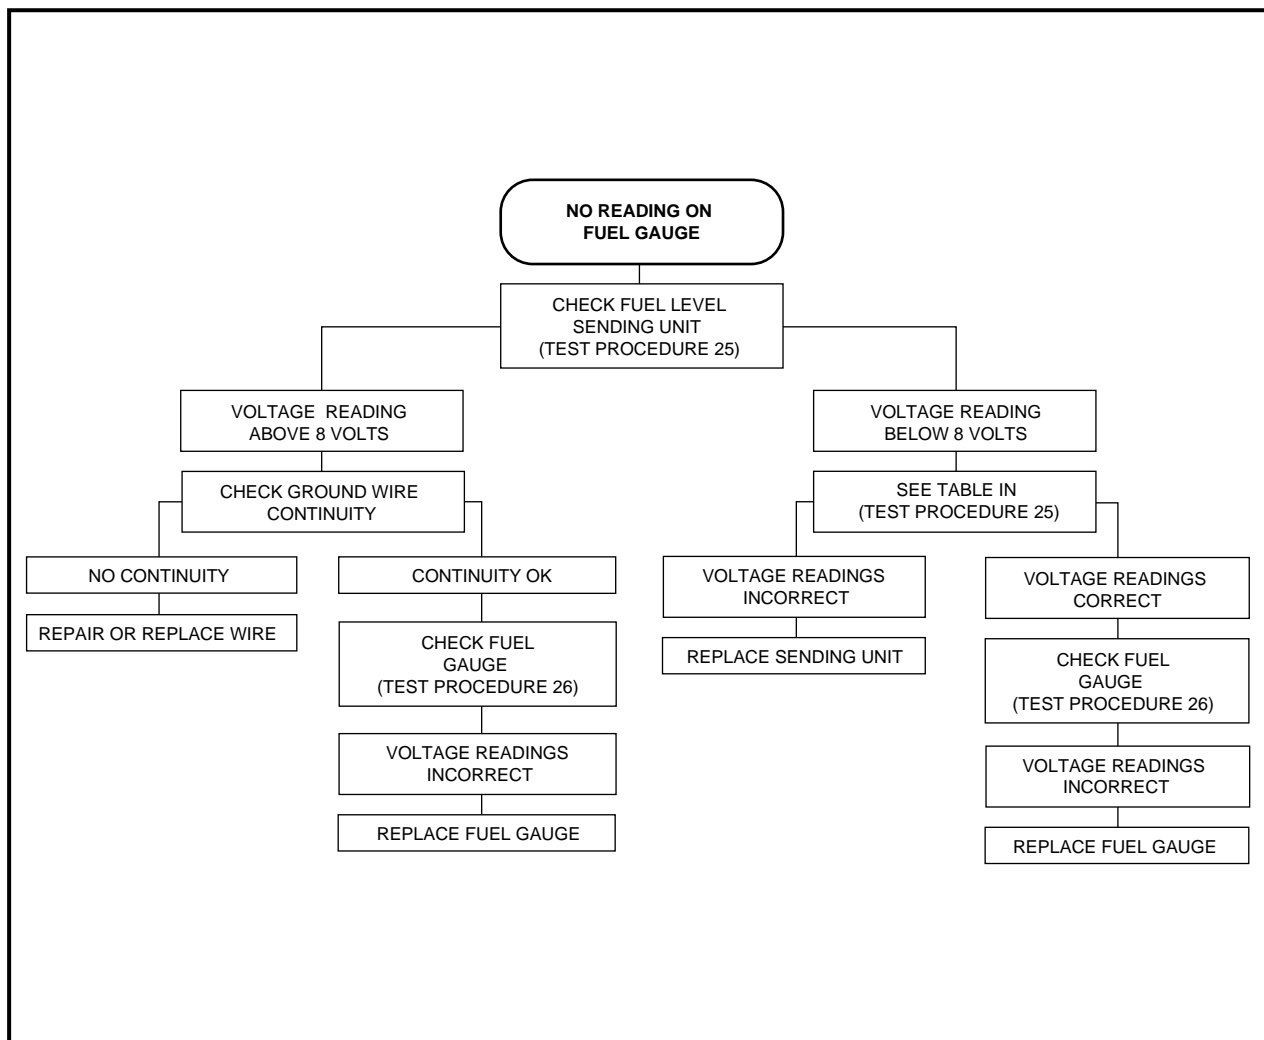 NO READING ON
FUEL GAUGE
CHECK FUEL LEVEL
SENDING UNIT
(TEST PROCEDURE 25)
VOLTAGE READING
ABOVE 8 VOLTS
CHECK GROUND WIRE
CONTINUITY
NO CONTINUITY
REPAIR OR REPLACE WIRE
CONTINUITY OK
CHECK FUEL
GAUGE
(TEST PROCEDURE 26)
VOLTAGE READINGS
INCORRECT
REPLACE FUEL GAUGE
VOLTAGE READING
BELOW 8 VOLTS
SEE TABLE IN
(TEST PROCEDURE 25)
VOLTAGE READINGS
INCORRECT
REPLACE SENDING UNIT
VOLTAGE READINGS
CORRECT
CHECK FUEL
GAUGE
(TEST PROCEDURE 26)
VOLTAGE READINGS
INCORRECT
REPLACE FUEL GAUGE